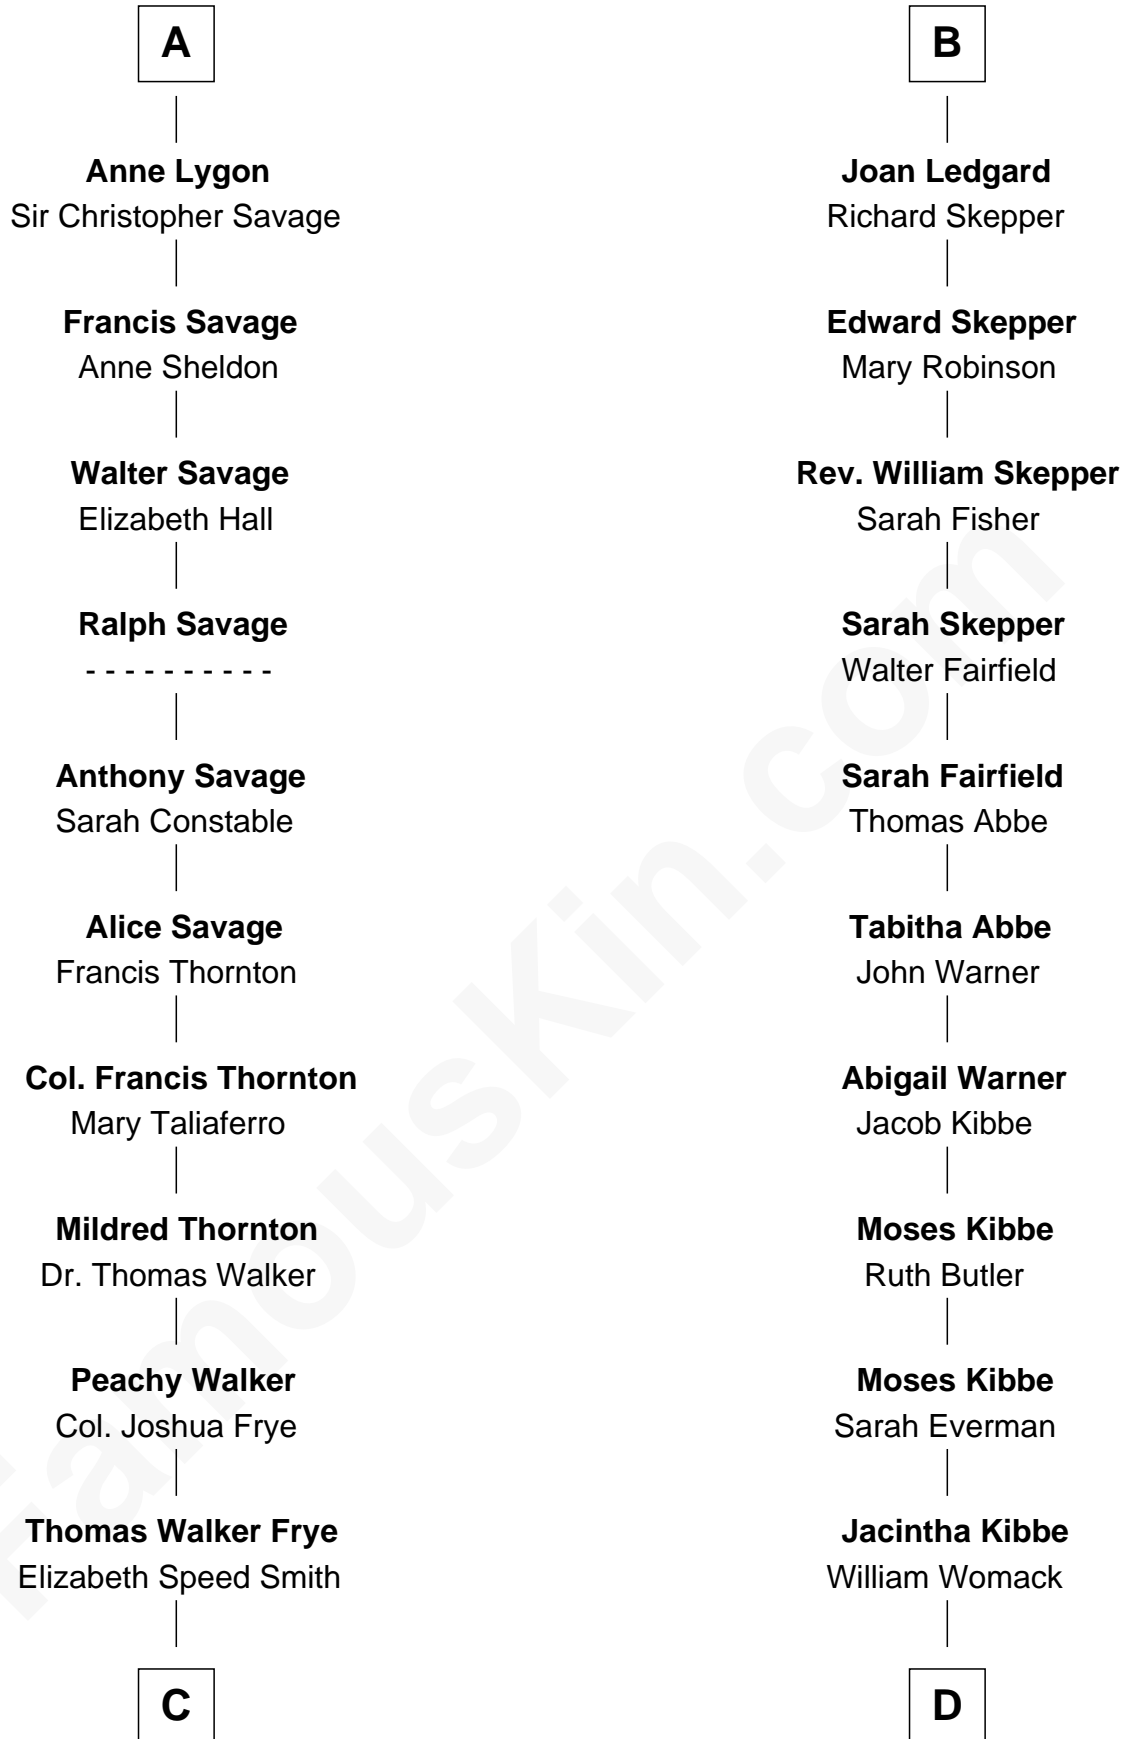 A
Anne Lygon
Sir Christopher Savage
Francis Savage
Anne Sheldon
Walter Savage
Elizabeth Hall
Ralph Savage
- - - - - - - - - -
Anthony Savage
Sarah Constable
Alice Savage
Francis Thornton
Col. Francis Thornton
Mary Taliaferro
Mildred Thornton
Dr. Thomas Walker
Peachy Walker
Col. Joshua Frye
Thomas Walker Frye
Elizabeth Speed Smith
C
B
Joan Ledgard
Richard Skepper
Edward Skepper
Mary Robinson
Rev. William Skepper
Sarah Fisher
Sarah Skepper
Walter Fairfield
Sarah Fairfield
Thomas Abbe
Tabitha Abbe
John Warner
Abigail Warner
Jacob Kibbe
Moses Kibbe
Ruth Butler
Moses Kibbe
Sarah Everman
Jacintha Kibbe
William Womack
D
FamousKin.com